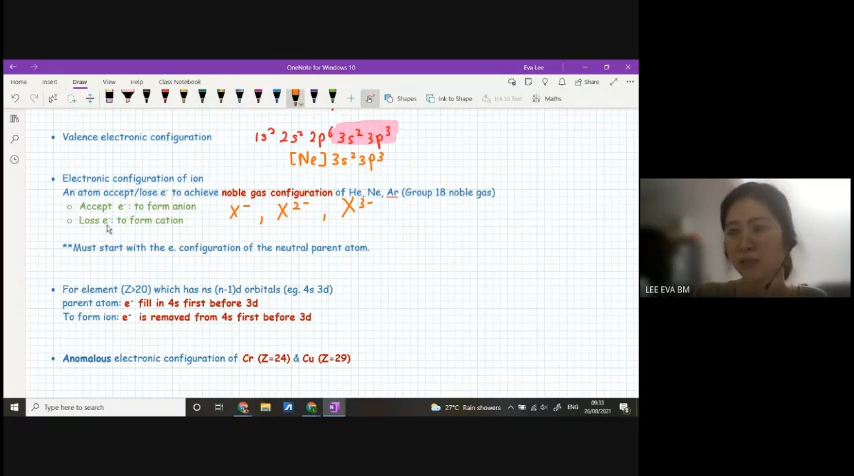 OneNote for Windows 10
Eva Lee
Home Insert Draw View Help Class Notebook
Share
Shapes Ink to Shape Ink to Text Maths
• Valence electronic configuration 1s² 2s² 2p⁶ 3s² 3p³
[Ne] 3s² 3p³
• Electronic configuration of ion
An atom accept/lose e⁻ to achieve noble gas configuration of He, Ne, Ar (Group 18 noble gas)
○ Accept e⁻: to form anion X⁻ , X²⁻ , X³⁻
○ Loss e⁻: to form cation
**Must start with the e. configuration of the neutral parent atom.
• For element (Z>20) which has ns (n-1)d orbitals (eg. 4s 3d)
parent atom: e⁻ fill in 4s first before 3d
To form ion: e⁻ is removed from 4s first before 3d
• Anomalous electronic configuration of Cr (Z=24) & Cu (Z=29)
LEE EVA BM
Type here to search
27°C Rain showers
ENG
09:33
26/08/2021